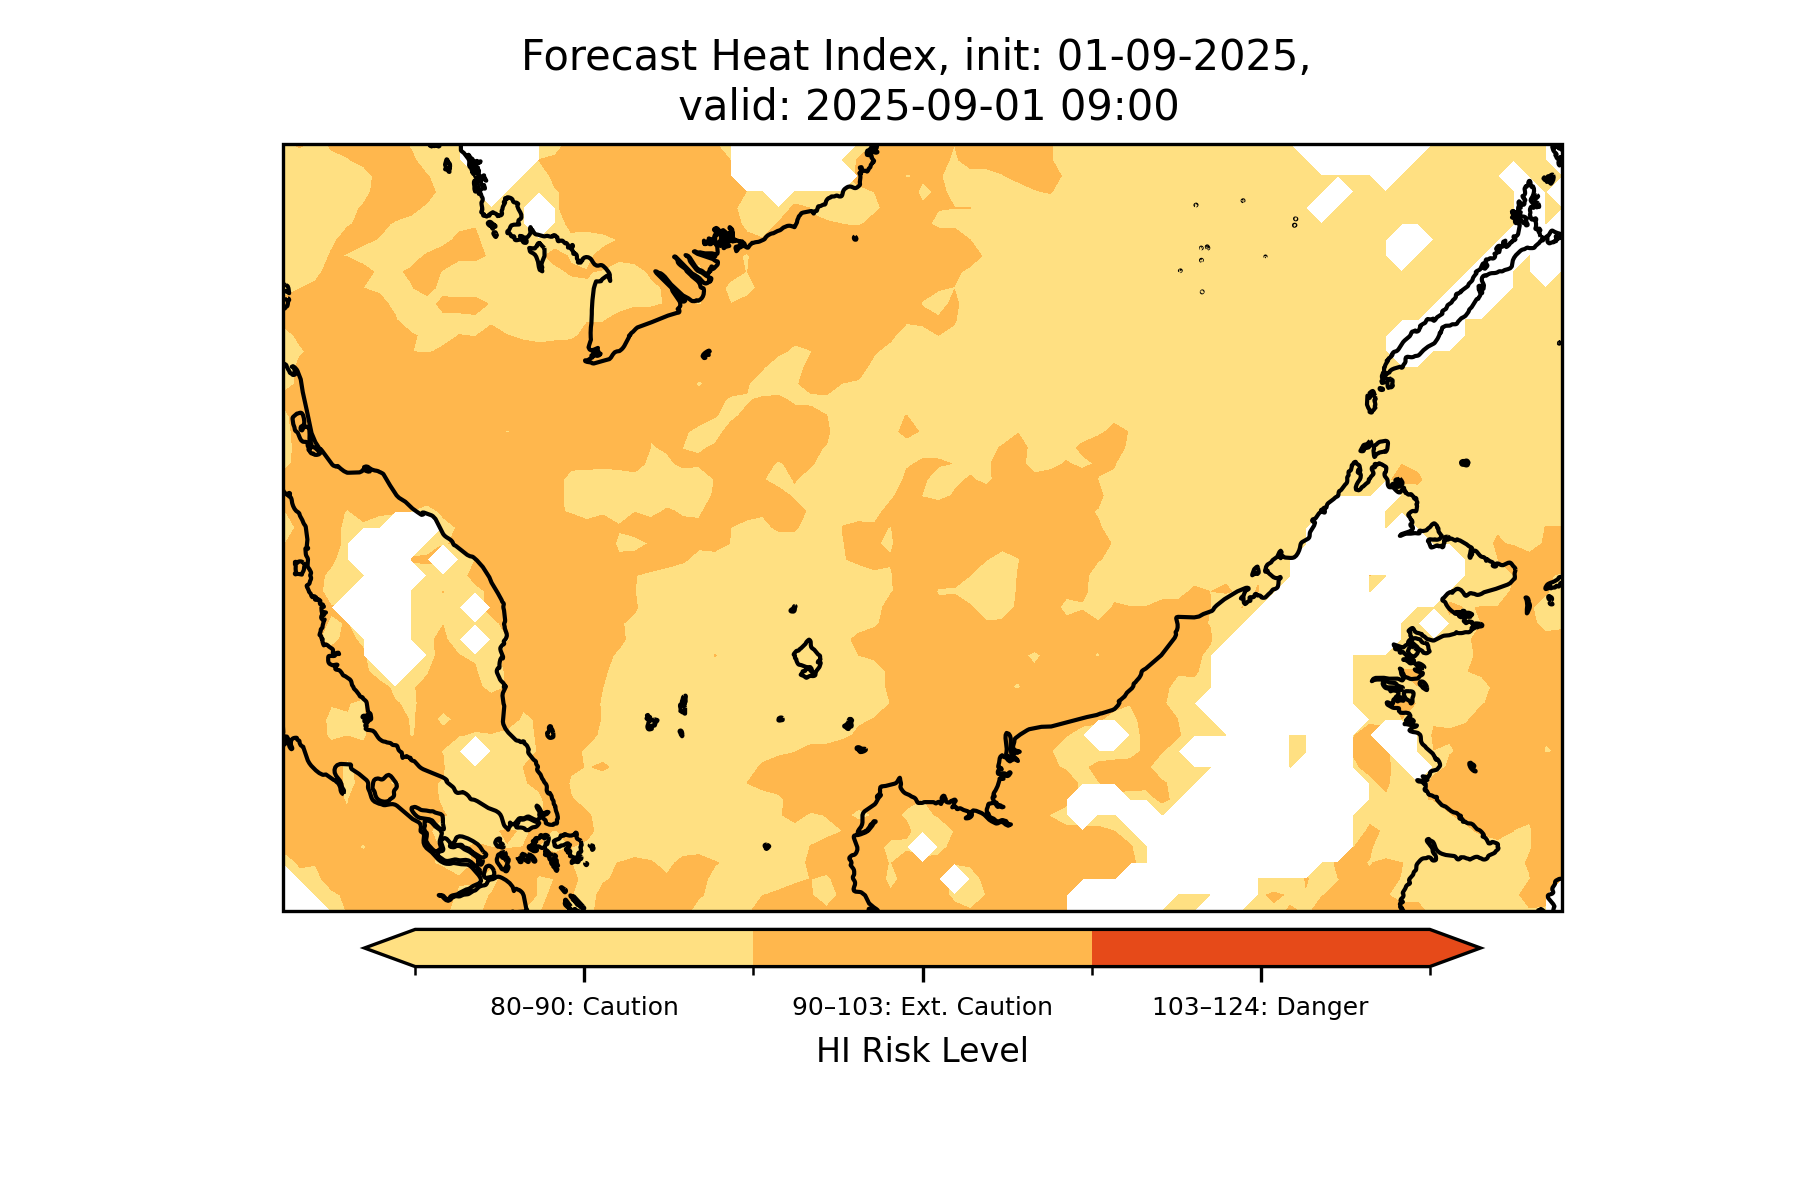 Forecast Heat Index, init: 01-09-2025,
valid: 2025-09-01 09:00
80–90: Caution
90–103: Ext. Caution
103–124: Danger
HI Risk Level